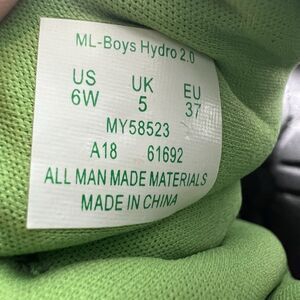 ML-Boys Hydro 2.0
US UK EU
6W 5 37
MY58523
A18 61692
ALL MAN MADE MATERIALS
MADE IN CHINA